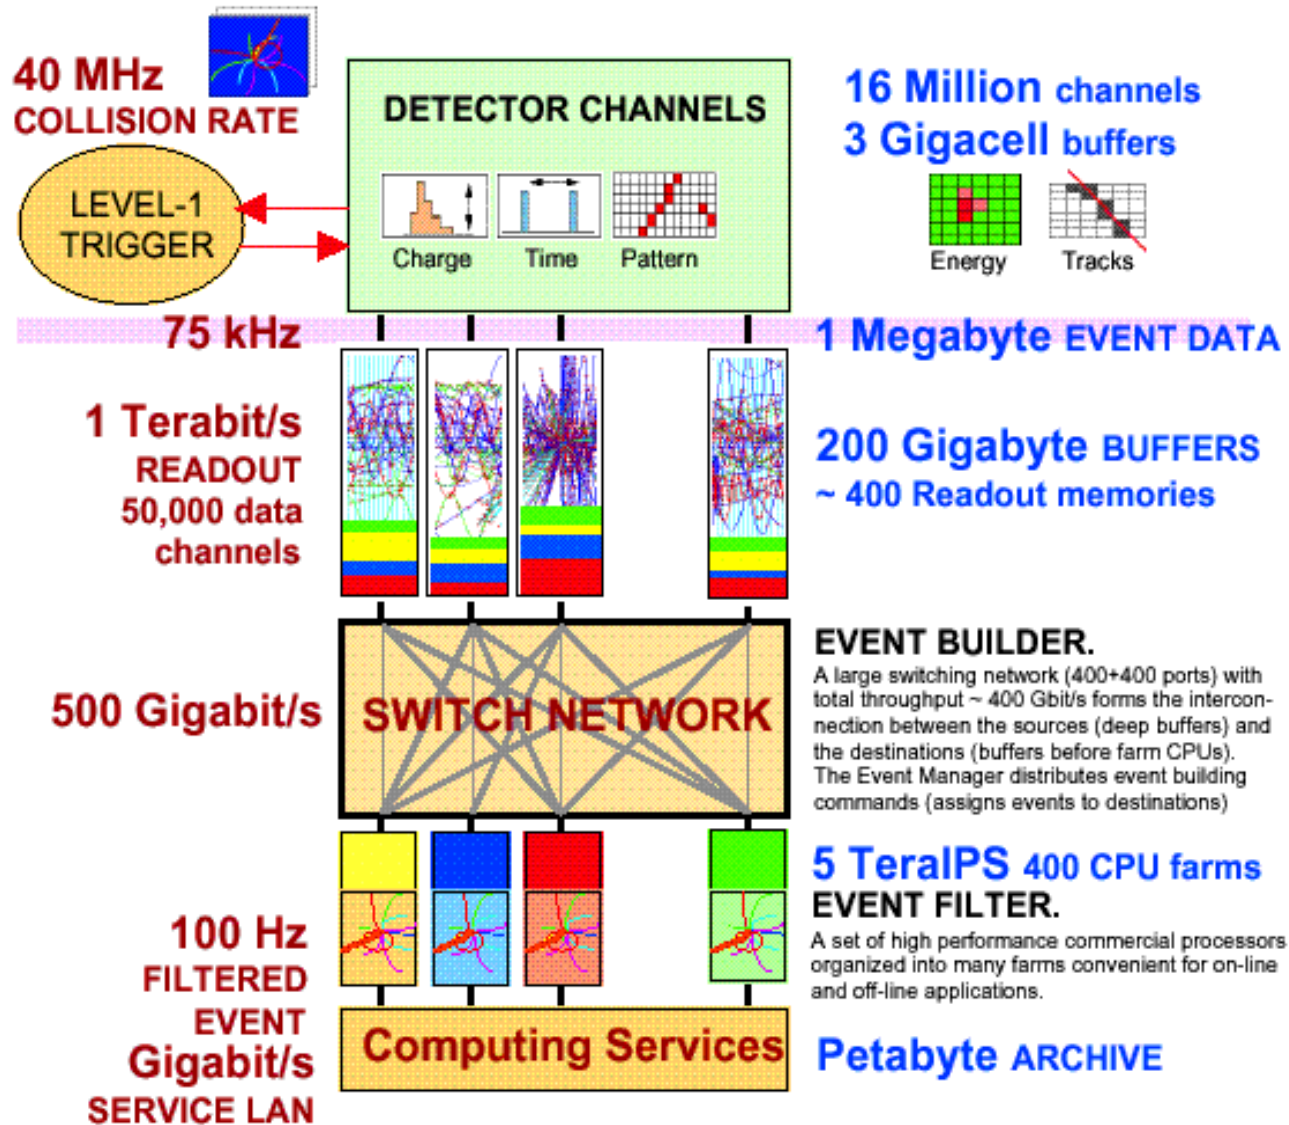 40 MHz
COLLISION RATE
LEVEL-1
TRIGGER
DETECTOR CHANNELS
Charge
Time
Pattern
16 Million channels
3 Gigacell buffers
Energy
Tracks
75 kHz
1 Megabyte EVENT DATA
1 Terabit/s
READOUT
50,000 data
channels
200 Gigabyte BUFFERS
~ 400 Readout memories
500 Gigabit/s
SWITCH NETWORK
EVENT BUILDER.
A large switching network (400+400 ports) with
total throughput ~ 400 Gbit/s forms the intercon-
nection between the sources (deep buffers) and
the destinations (buffers before farm CPUs).
The Event Manager distributes event building
commands (assigns events to destinations)
5 TeraIPS 400 CPU farms
EVENT FILTER.
A set of high performance commercial processors
organized into many farms convenient for on-line
and off-line applications.
100 Hz
FILTERED
EVENT
Gigabit/s
SERVICE LAN
Computing Services
Petabyte ARCHIVE